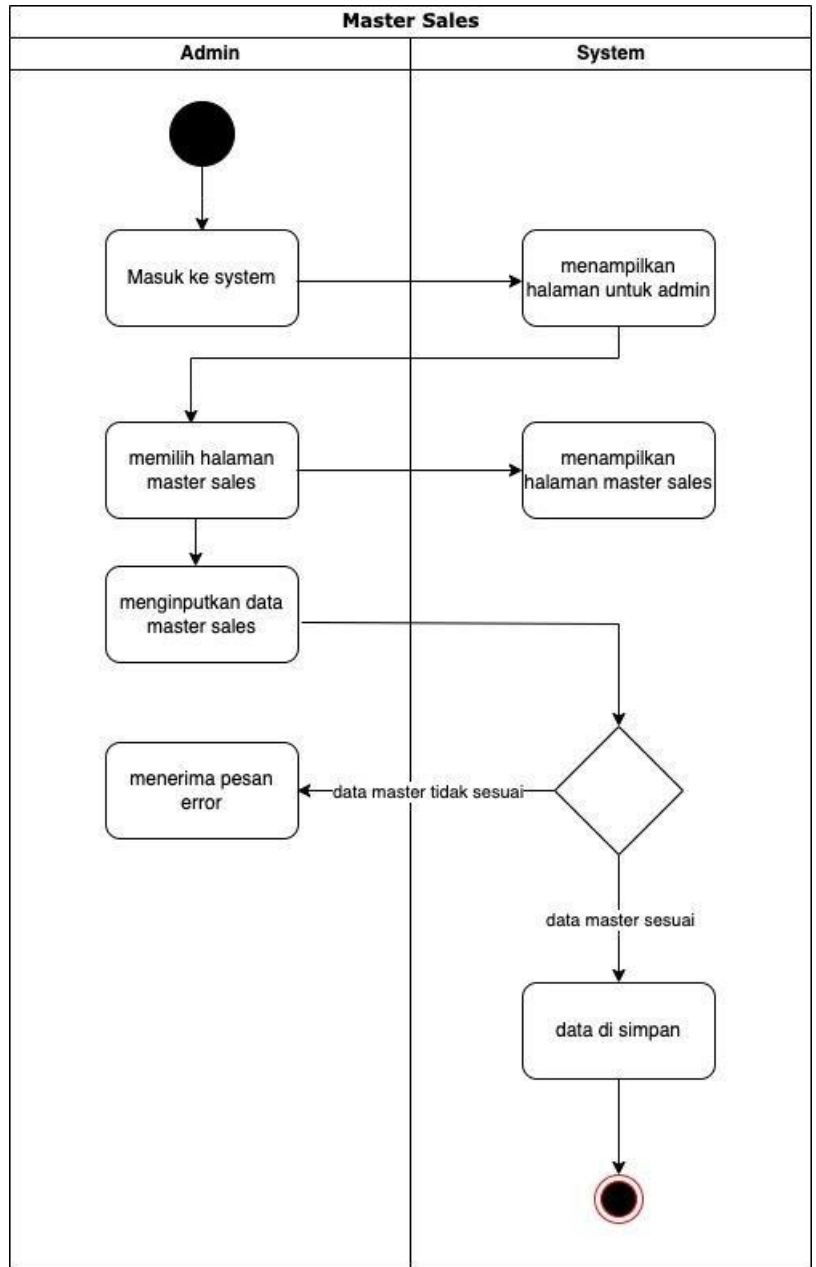 Master Sales
Admin
System
Masuk ke system
menampilkan
halaman untuk admin
memilih halaman
master sales
menampilkan
halaman master sales
menginputkan data
master sales
menerima pesan
error
data master tidak sesuai
data master sesuai
data di simpan